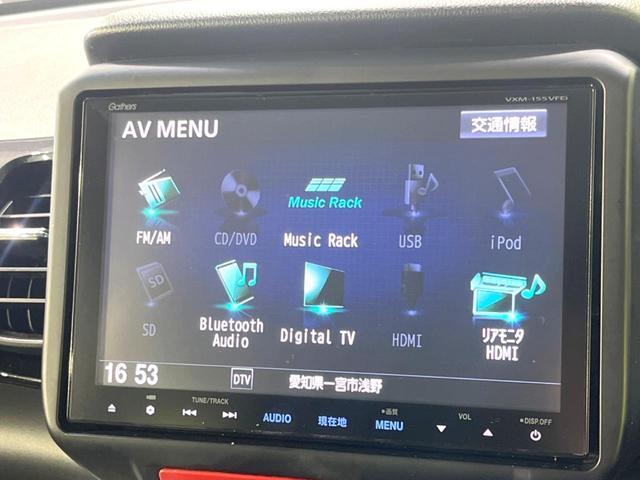 Gathers VXM-155VFEi
AV MENU 交通情報
FM/AM CD/DVD Music Rack Music Rack USB iPod
SD SD Bluetooth Audio Digital TV HDMI リアモニタ HDMI
16 53 DTV 愛知県一宮市浅野
TUNE/TRACK AUDIO 現在地 画質 MENU VOL DISP.OFF